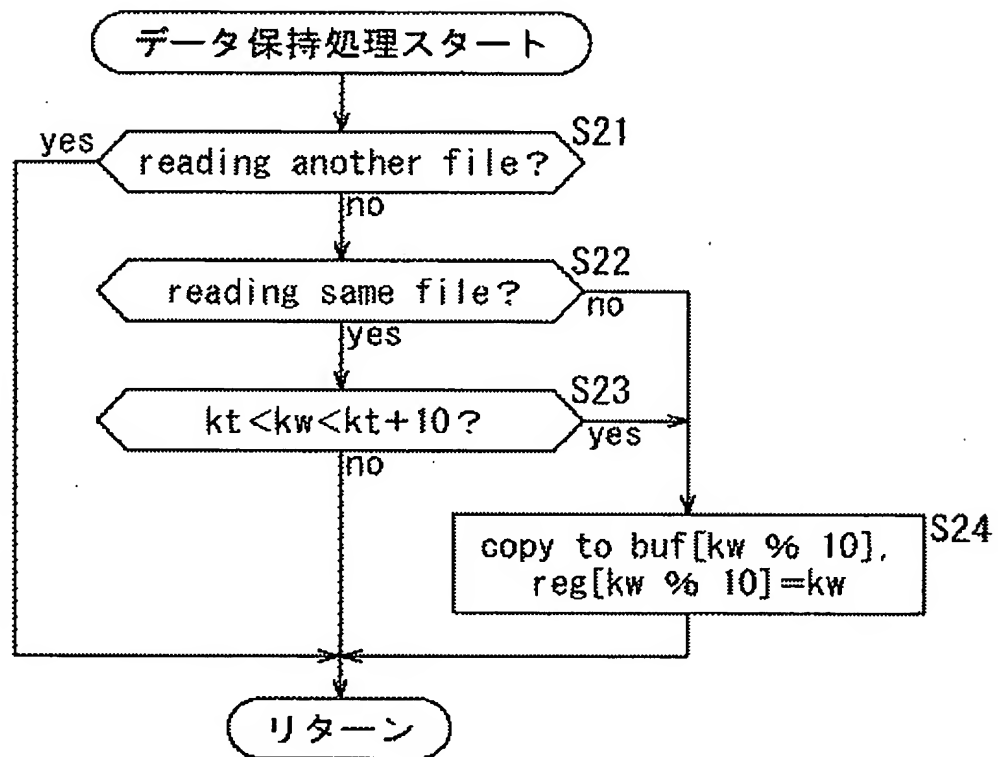 データ保持処理スタート
S21
yes
reading another file?
no
S22
reading same file?
no
yes
S23
kt<kw<kt+10?
yes
no
S24
copy to buf[kw % 10],
reg[kw % 10]=kw
リターン